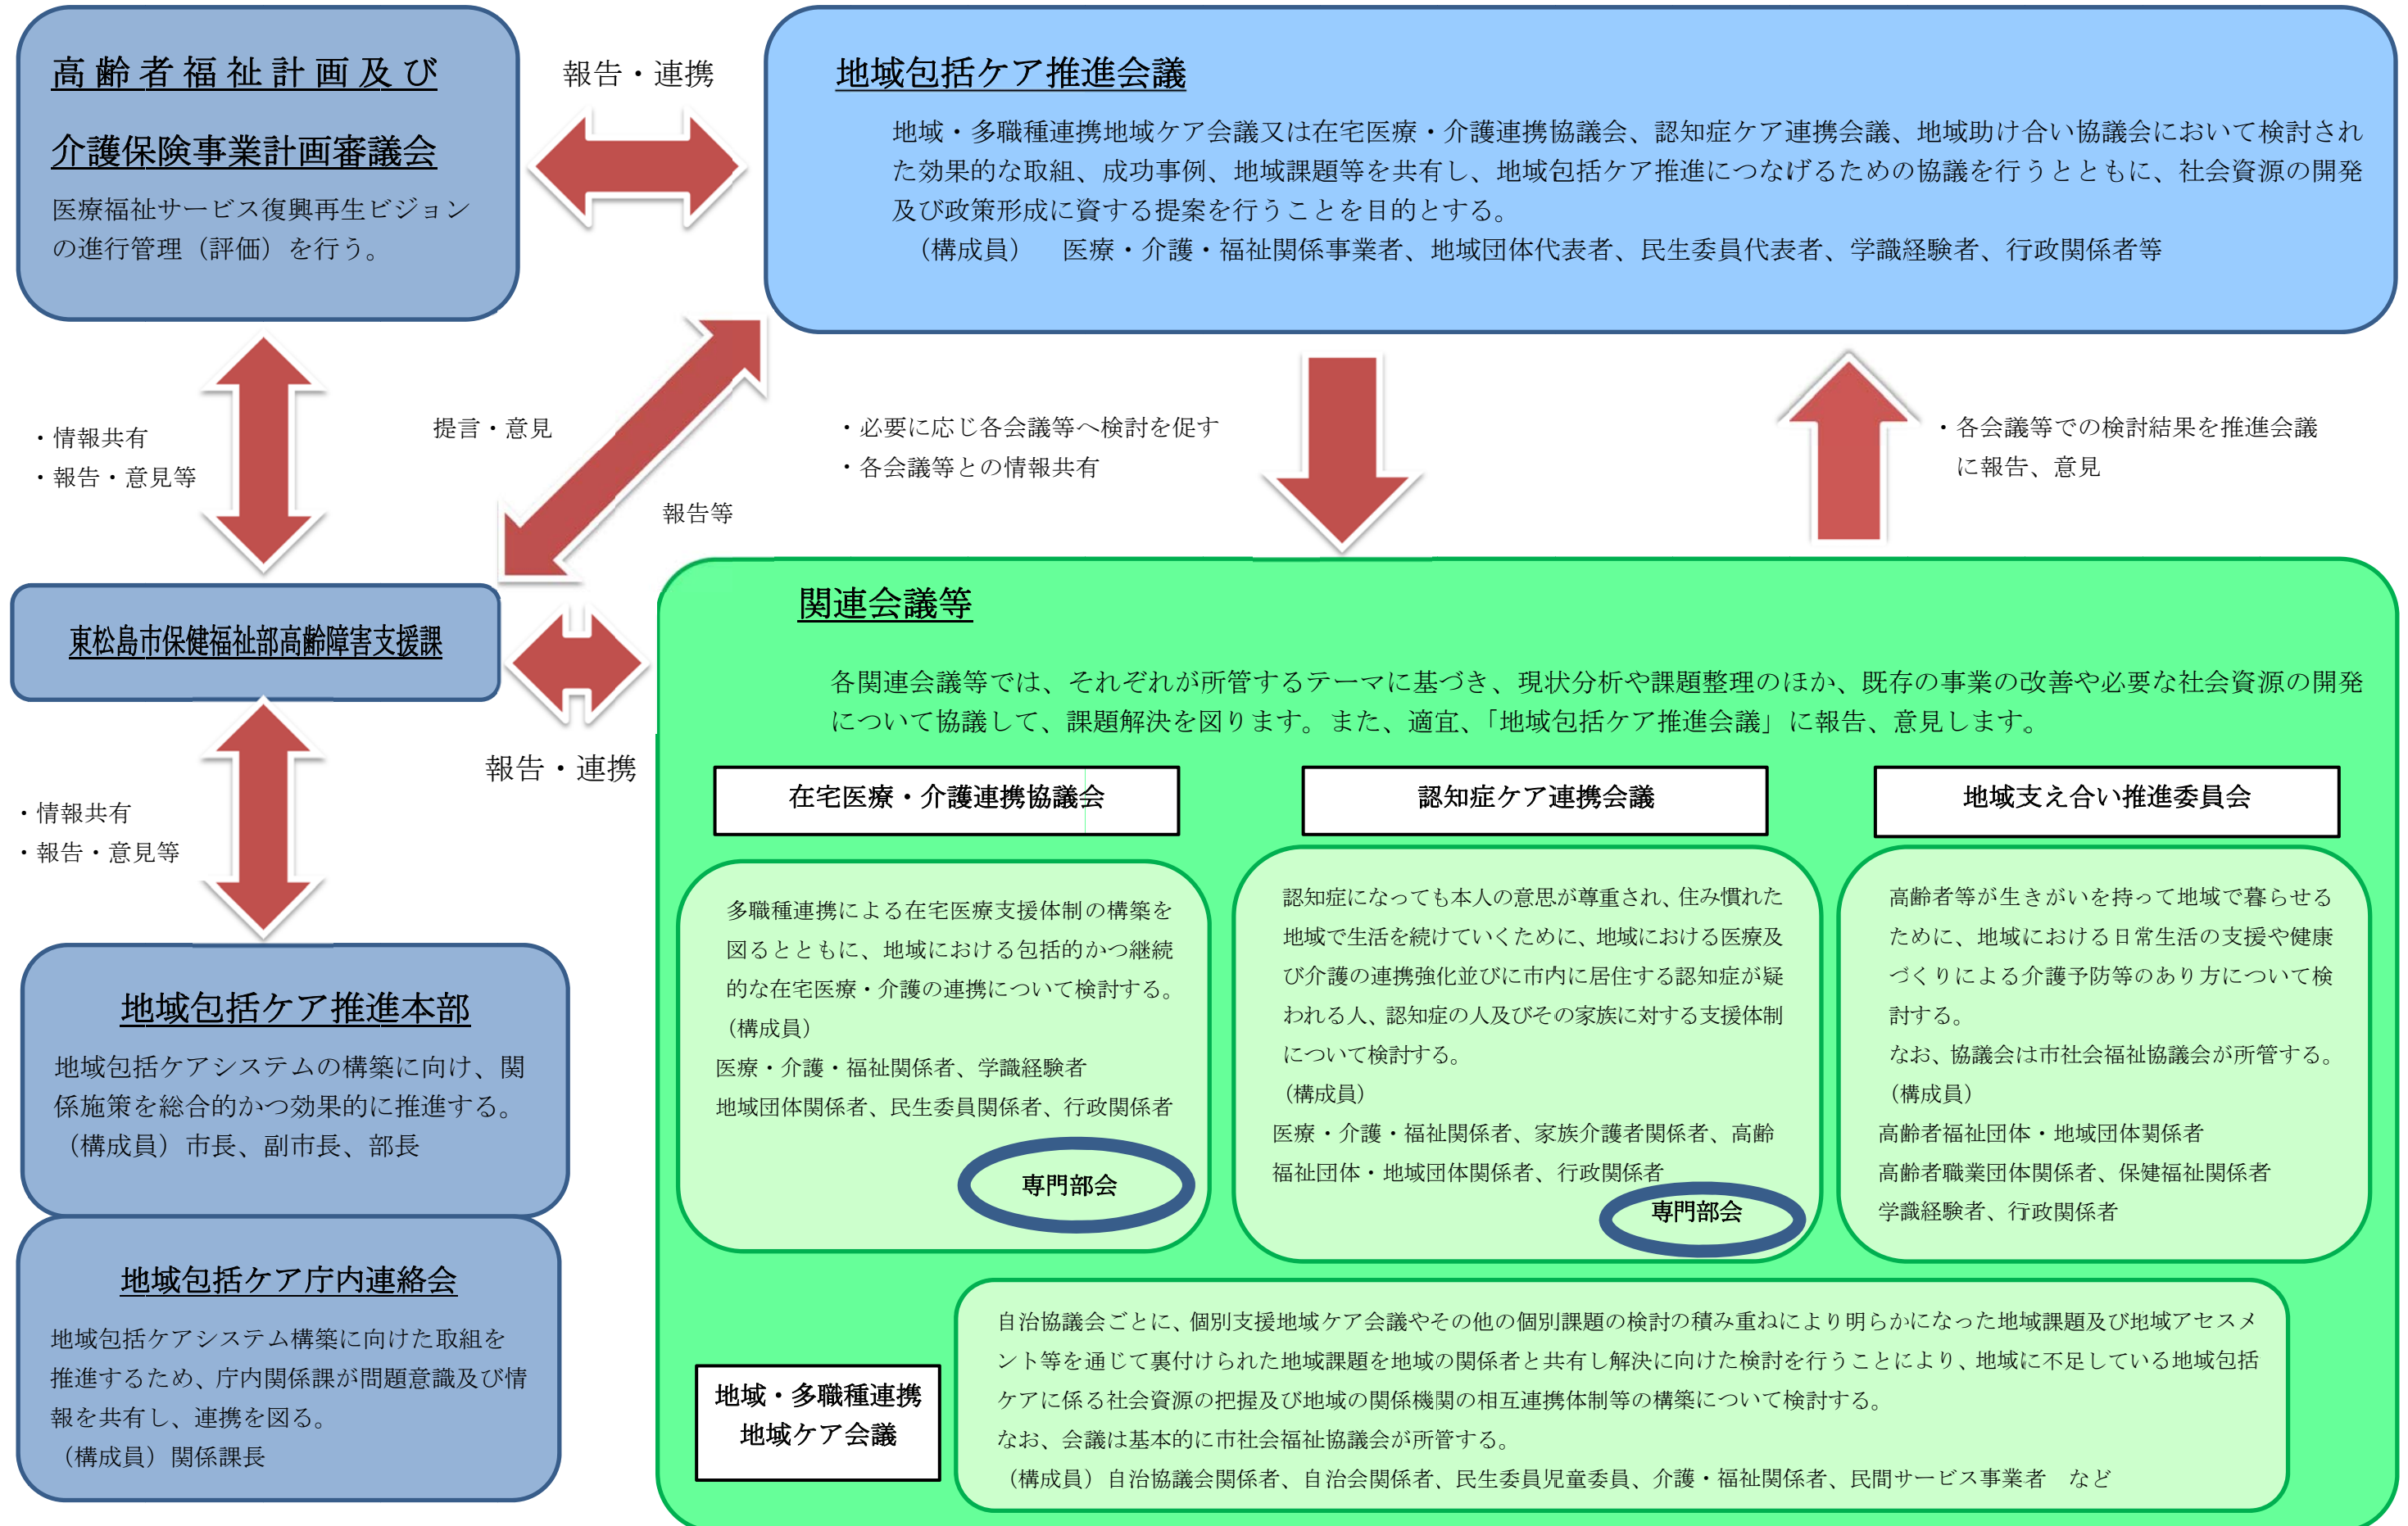 高齢者福祉計画及び
介護保険事業計画審議会
医療福祉サービス復興再生ビジョン
の進行管理（評価）を行う。
報告・連携
地域包括ケア推進会議
地域・多職種連携地域ケア会議又は在宅医療・介護連携協議会、認知症ケア連携会議、地域助け合い協議会において検討され
た効果的な取組、成功事例、地域課題等を共有し、地域包括ケア推進につなげるための協議を行うとともに、社会資源の開発
及び政策形成に資する提案を行うことを目的とする。
（構成員）　医療・介護・福祉関係事業者、地域団体代表者、民生委員代表者、学識経験者、行政関係者等
・情報共有
・報告・意見等
提言・意見
報告等
・必要に応じ各会議等へ検討を促す
・各会議等との情報共有
・各会議等での検討結果を推進会議
に報告、意見
東松島市保健福祉部高齢障害支援課
報告・連携
・情報共有
・報告・意見等
地域包括ケア推進本部
地域包括ケアシステムの構築に向け、関
係施策を総合的かつ効果的に推進する。
（構成員）市長、副市長、部長
地域包括ケア庁内連絡会
地域包括ケアシステム構築に向けた取組を
推進するため、庁内関係課が問題意識及び情
報を共有し、連携を図る。
（構成員）関係課長
関連会議等
各関連会議等では、それぞれが所管するテーマに基づき、現状分析や課題整理のほか、既存の事業の改善や必要な社会資源の開発
について協議して、課題解決を図ります。また、適宜、「地域包括ケア推進会議」に報告、意見します。
在宅医療・介護連携協議会
多職種連携による在宅医療支援体制の構築を
図るとともに、地域における包括的かつ継続
的な在宅医療・介護の連携について検討する。
（構成員）
医療・介護・福祉関係者、学識経験者
地域団体関係者、民生委員関係者、行政関係者
専門部会
認知症ケア連携会議
認知症になっても本人の意思が尊重され、住み慣れた
地域で生活を続けていくために、地域における医療及
び介護の連携強化並びに市内に居住する認知症が疑
われる人、認知症の人及びその家族に対する支援体制
について検討する。
（構成員）
医療・介護・福祉関係者、家族介護者関係者、高齢
福祉団体・地域団体関係者、行政関係者
専門部会
地域支え合い推進委員会
高齢者等が生きがいを持って地域で暮らせる
ために、地域における日常生活の支援や健康
づくりによる介護予防等のあり方について検
討する。
なお、協議会は市社会福祉協議会が所管する。
（構成員）
高齢者福祉団体・地域団体関係者
高齢者職業団体関係者、保健福祉関係者
学識経験者、行政関係者
地域・多職種連携
地域ケア会議
自治協議会ごとに、個別支援地域ケア会議やその他の個別課題の検討の積み重ねにより明らかになった地域課題及び地域アセスメ
ント等を通じて裏付けられた地域課題を地域の関係者と共有し解決に向けた検討を行うことにより、地域に不足している地域包括
ケアに係る社会資源の把握及び地域の関係機関の相互連携体制等の構築について検討する。
なお、会議は基本的に市社会福祉協議会が所管する。
（構成員）自治協議会関係者、自治会関係者、民生委員児童委員、介護・福祉関係者、民間サービス事業者　など